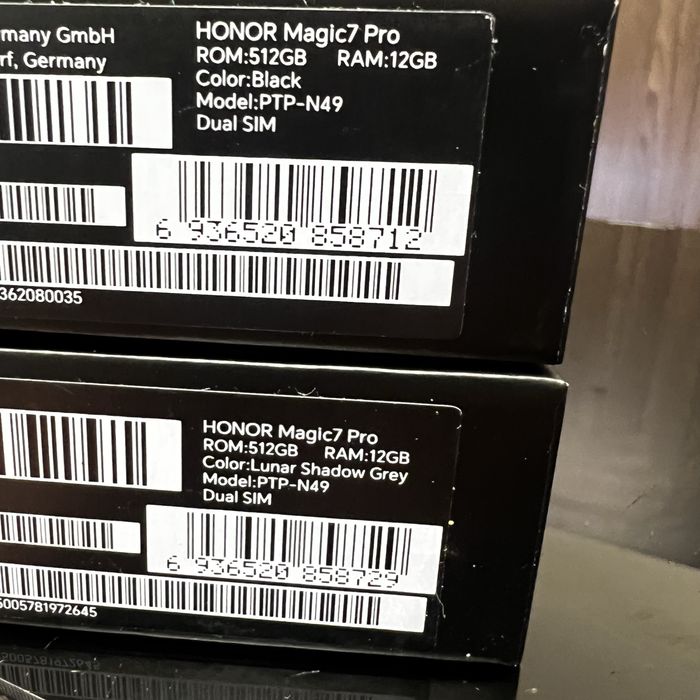 many GmbH
rf, Germany
HONOR Magic7 Pro
ROM:512GB RAM:12GB
Color:Black
Model:PTP-N49
Dual SIM
6 936520 858712
362080035
HONOR Magic7 Pro
ROM:512GB RAM:12GB
Color:Lunar Shadow Grey
Model:PTP-N49
Dual SIM
6 936520 858729
5005781972645